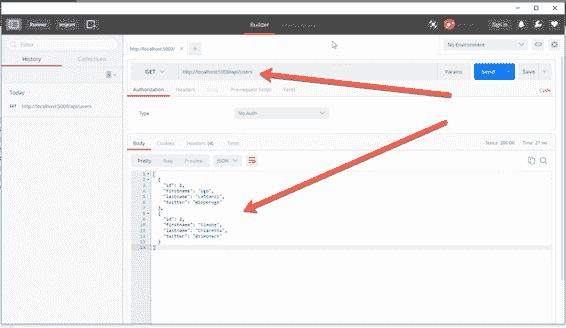 Runner
Import
Builder
Sign In
Filter
http://localhost:5000/
No Environment
History
Collections
GET
http://localhost:5000/api/users
Params
Send
Save
Authorization
Headers
Pre-request Script
Tests
Code
Today
GET http://localhost:5000/api/users
Type
No Auth
Body
Cookies
Headers (4)
Tests
Status: 200 OK
Time: 27 ms
Pretty
Raw
Preview
JSON
1 [
2 {
3 "id": 1,
4 "firstname": "Ugo",
5 "lastname": "Lattanzi",
6 "twitter": "@imperugo"
7 },
8 {
9 "id": 2,
10 "firstname": "Simone",
11 "lastname": "Chiaretta",
12 "twitter": "@simonech"
13 }
14 ]